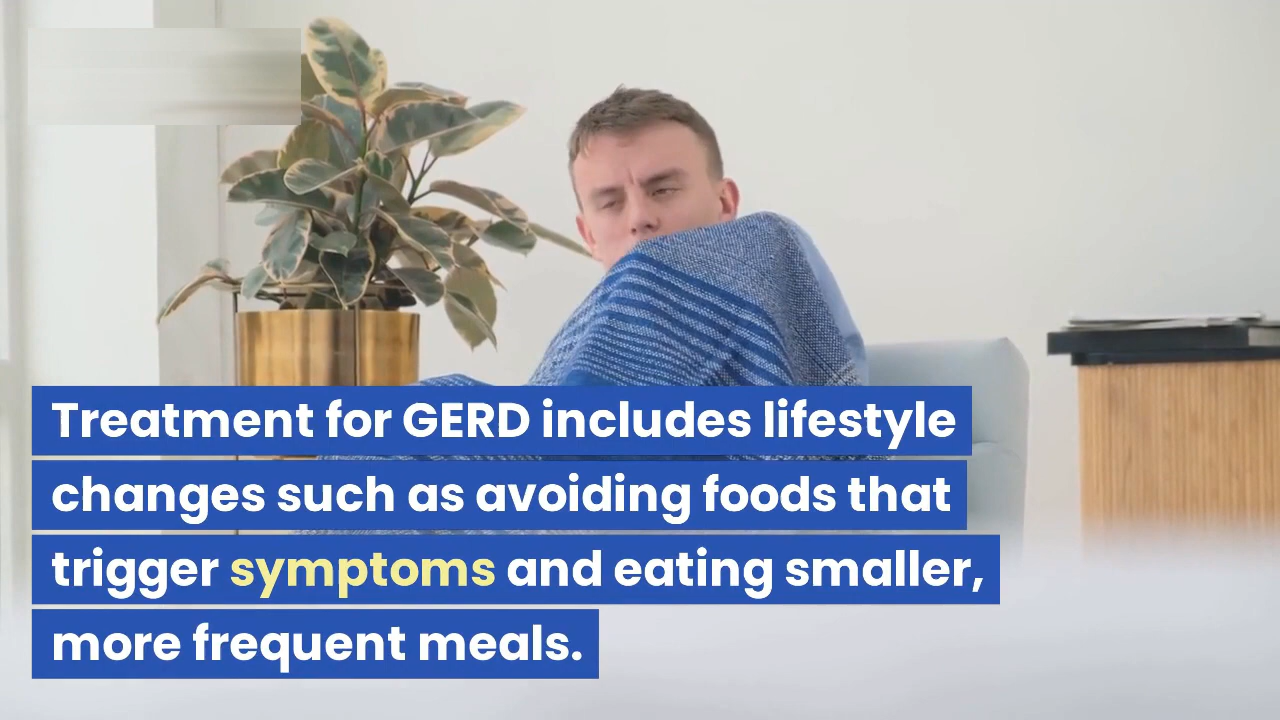 Treatment for GERD includes lifestyle
changes such as avoiding foods that
trigger symptoms and eating smaller,
more frequent meals.